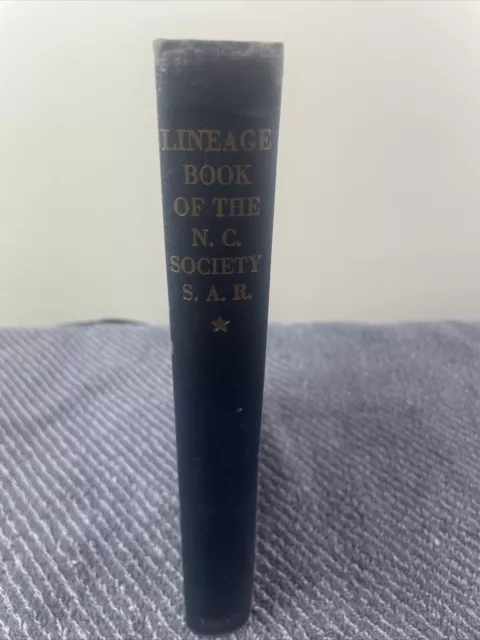 LINEAGE
BOOK
OF THE
N. C.
SOCIETY
S. A. R.